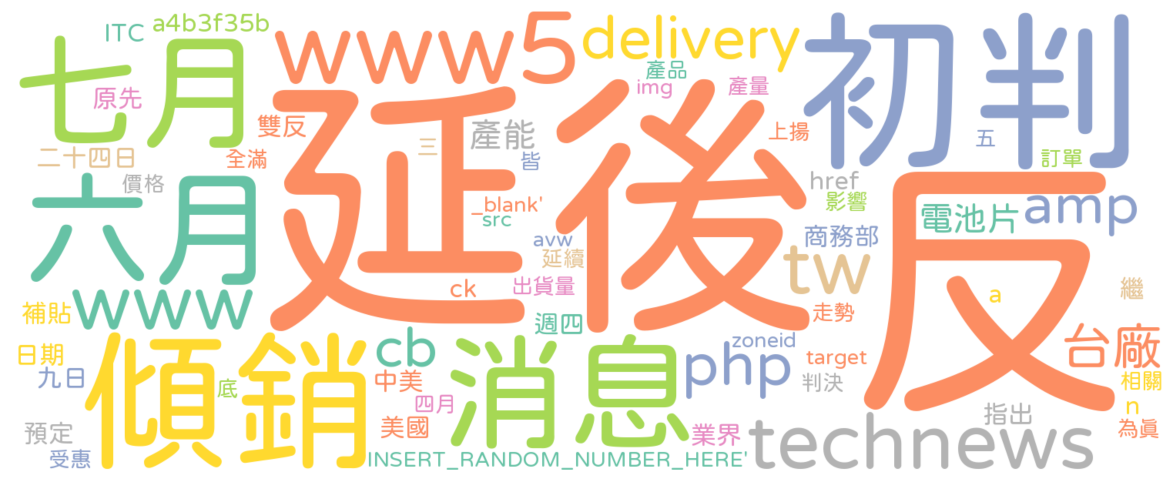 ITC
a4b3f35b
www
5
delivery
初判
七月
原先
雙反
產品
img
產量
上揚
延後
二十四日
全滿
三
產能
皆
五
訂單
價格
六月
_blank'
src
href
影響
反
電池片
amp
avw
延續
商務部
tw
ck
出貨量
a
繼
補貼
www
週四
走勢
日期
九日
傾銷
底
cb
中美
消息
php
zoneid
target
判決
台廠
相關
n
四月
美國
預定
受惠
業界
technews
指出
為真
INSERT_RANDOM_NUMBER_HERE'